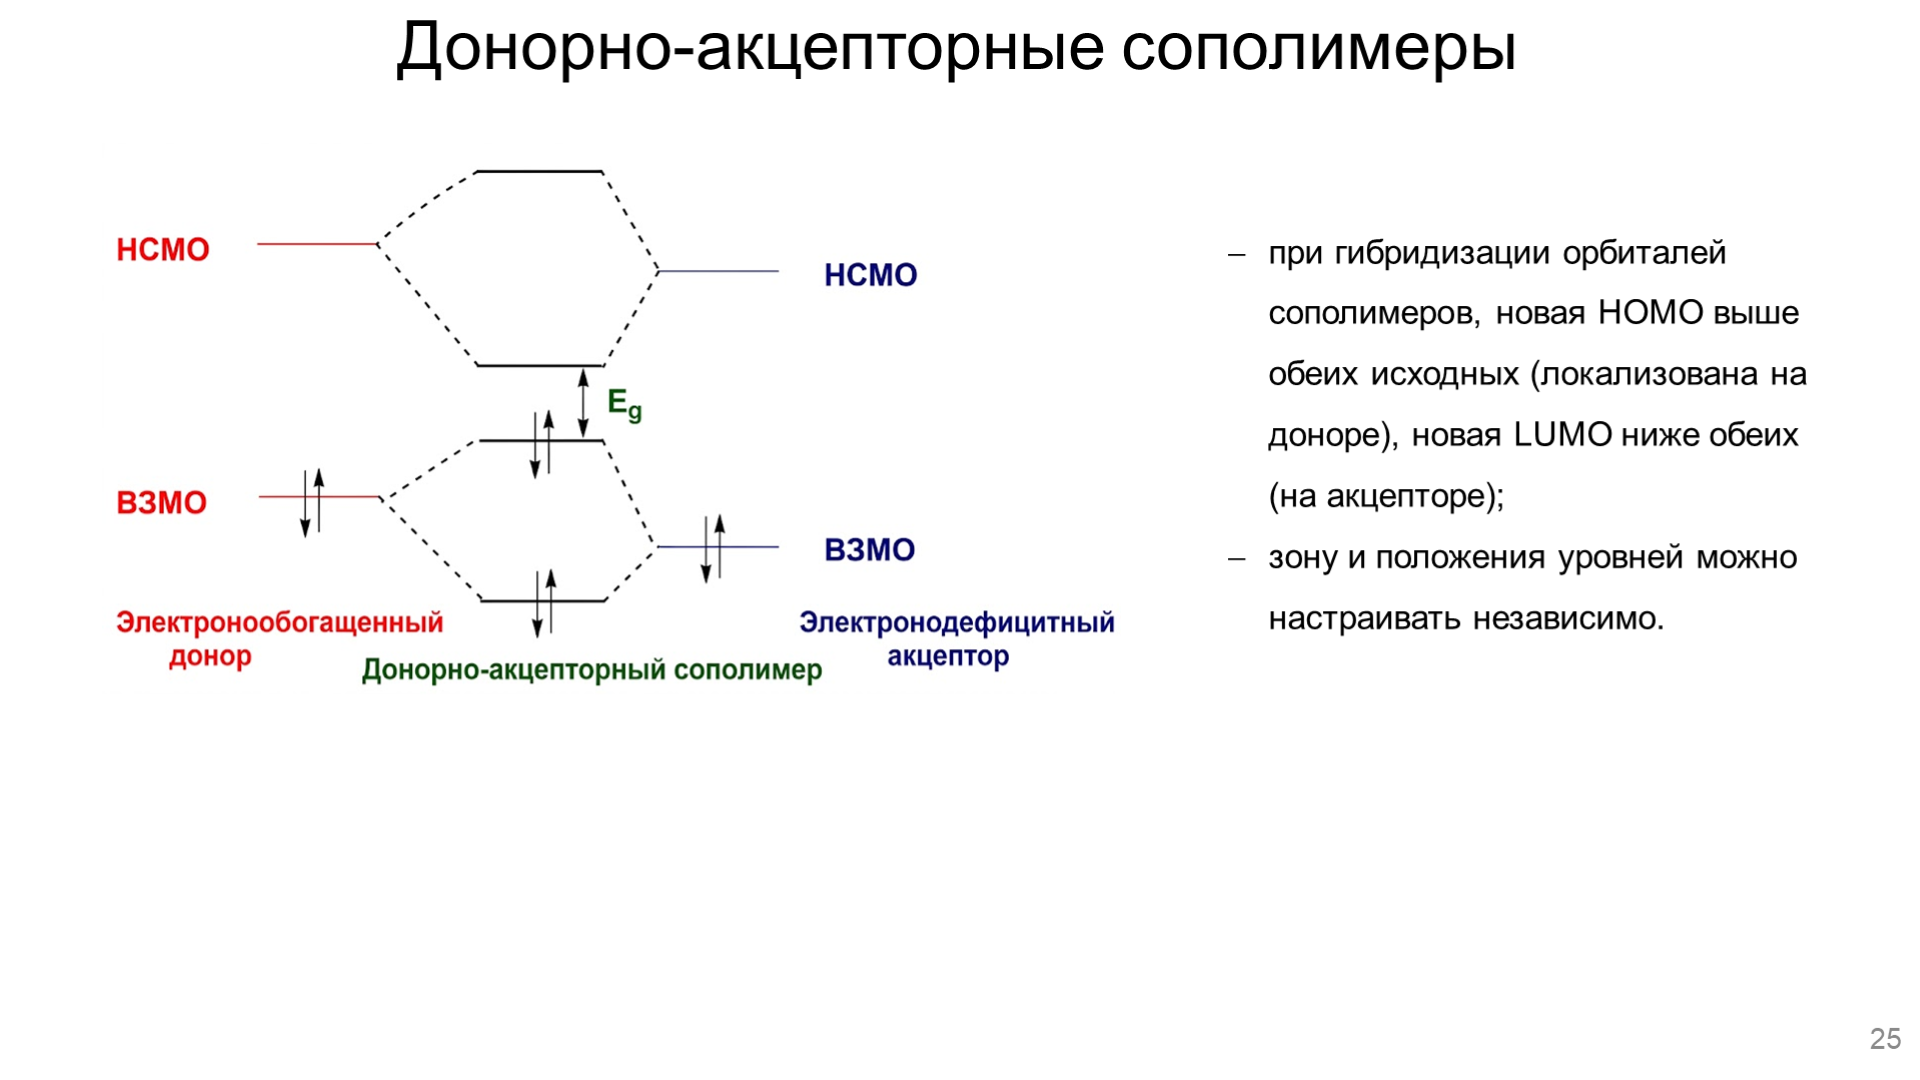 Донорно-акцепторные сополимеры
НСМО
НСМО
Eg
ВЗМО
ВЗМО
Электронообогащенный
донор
Донорно-акцепторный сополимер
Электронодефицитный
акцептор
– при гибридизации орбиталей
сополимеров, новая HOMO выше
обеих исходных (локализована на
доноре), новая LUMO ниже обеих
(на акцепторе);
– зону и положения уровней можно
настраивать независимо.
25